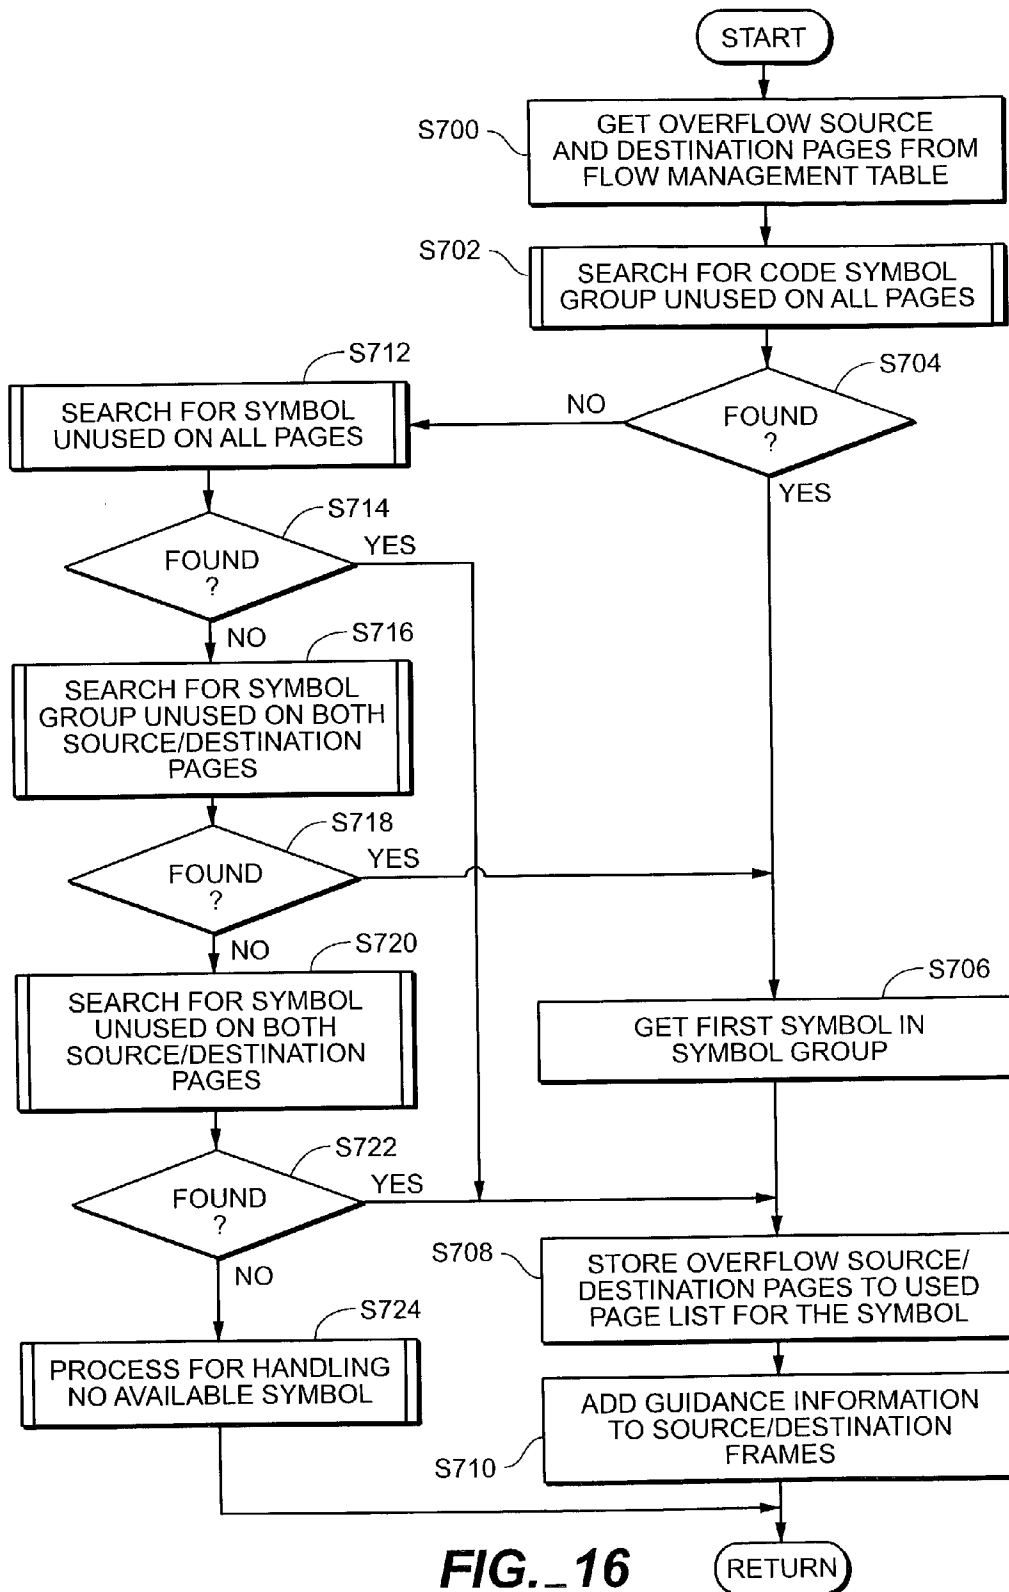 START
S700
GET OVERFLOW SOURCE
AND DESTINATION PAGES FROM
FLOW MANAGEMENT TABLE
S702
SEARCH FOR CODE SYMBOL
GROUP UNUSED ON ALL PAGES
S704
FOUND
?
NO
YES
S712
SEARCH FOR SYMBOL
UNUSED ON ALL PAGES
S714
FOUND
?
YES
NO
S716
SEARCH FOR SYMBOL
GROUP UNUSED ON BOTH
SOURCE/DESTINATION
PAGES
S718
FOUND
?
YES
NO
S720
SEARCH FOR SYMBOL
UNUSED ON BOTH
SOURCE/DESTINATION
PAGES
S706
GET FIRST SYMBOL IN
SYMBOL GROUP
S722
FOUND
?
YES
NO
S708
STORE OVERFLOW SOURCE/
DESTINATION PAGES TO USED
PAGE LIST FOR THE SYMBOL
S724
PROCESS FOR HANDLING
NO AVAILABLE SYMBOL
S710
ADD GUIDANCE INFORMATION
TO SOURCE/DESTINATION
FRAMES
RETURN
FIG._16